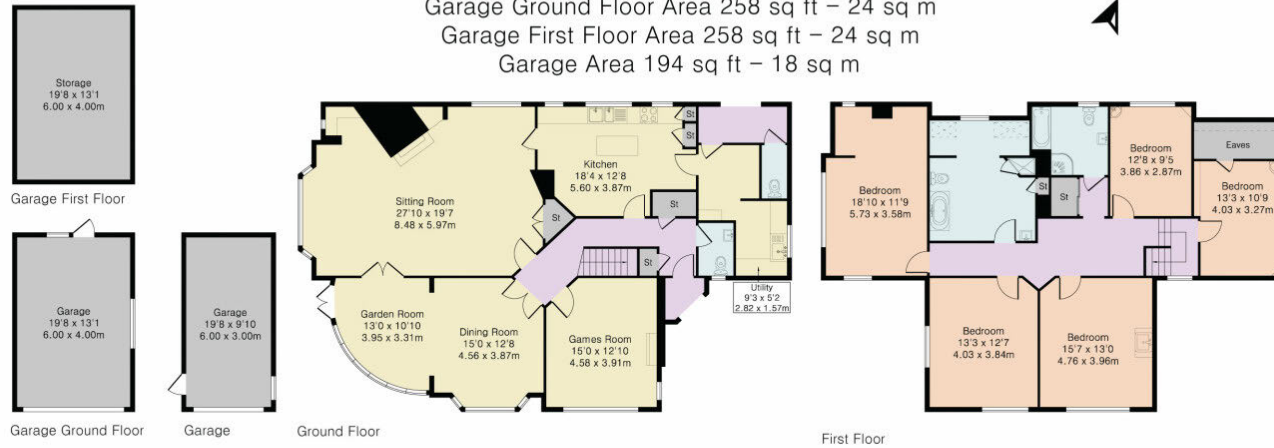 Garage Ground Floor Area 258 sq ft – 24 sq m
Garage First Floor Area 258 sq ft – 24 sq m
Garage Area 194 sq ft – 18 sq m
Storage
19'8 x 13'1
6.00 x 4.00m
Garage First Floor
Garage
19'8 x 13'1
6.00 x 4.00m
Garage Ground Floor
Garage
19'8 x 9'10
6.00 x 3.00m
Garage
Sitting Room
27'10 x 19'7
8.48 x 5.97m
Kitchen
18'4 x 12'8
5.60 x 3.87m
St
St
St
St
St
Utility
9'3 x 5'2
2.82 x 1.57m
Garden Room
13'0 x 10'10
3.95 x 3.31m
Dining Room
15'0 x 12'8
4.56 x 3.87m
Games Room
15'0 x 12'10
4.58 x 3.91m
Ground Floor
Bedroom
18'10 x 11'9
5.73 x 3.58m
St
St
Bedroom
12'8 x 9'5
3.86 x 2.87m
Eaves
Bedroom
13'3 x 10'9
4.03 x 3.27m
Bedroom
13'3 x 12'7
4.03 x 3.84m
Bedroom
15'7 x 13'0
4.76 x 3.96m
First Floor